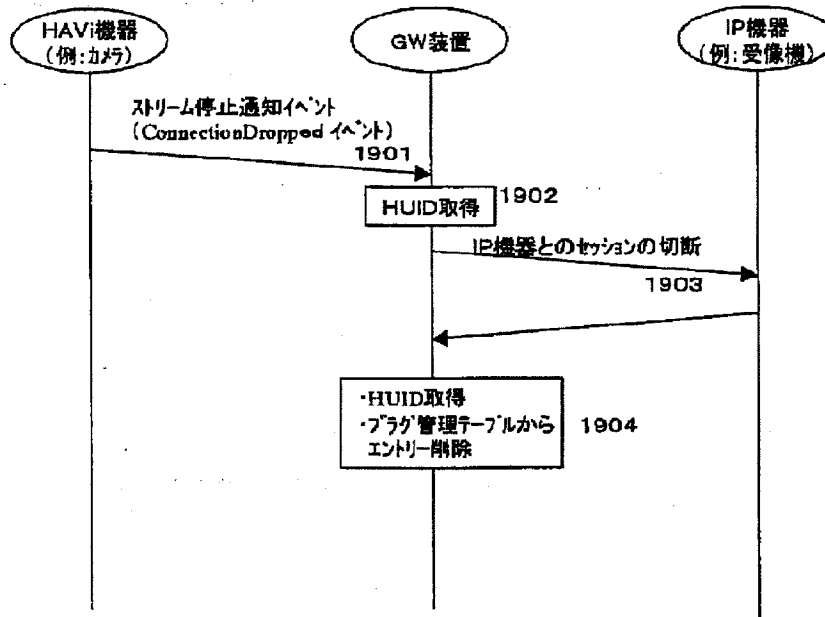 HAVi機器
(例:カメラ)
GW装置
IP機器
(例:受像機)
ストリーム停止通知イベント
(ConnectionDropped イベント)
1901
HUID取得
1902
IP機器とのセッションの切断
1903
・HUID取得
・プラグ管理テーブルから
エントリー削除
1904